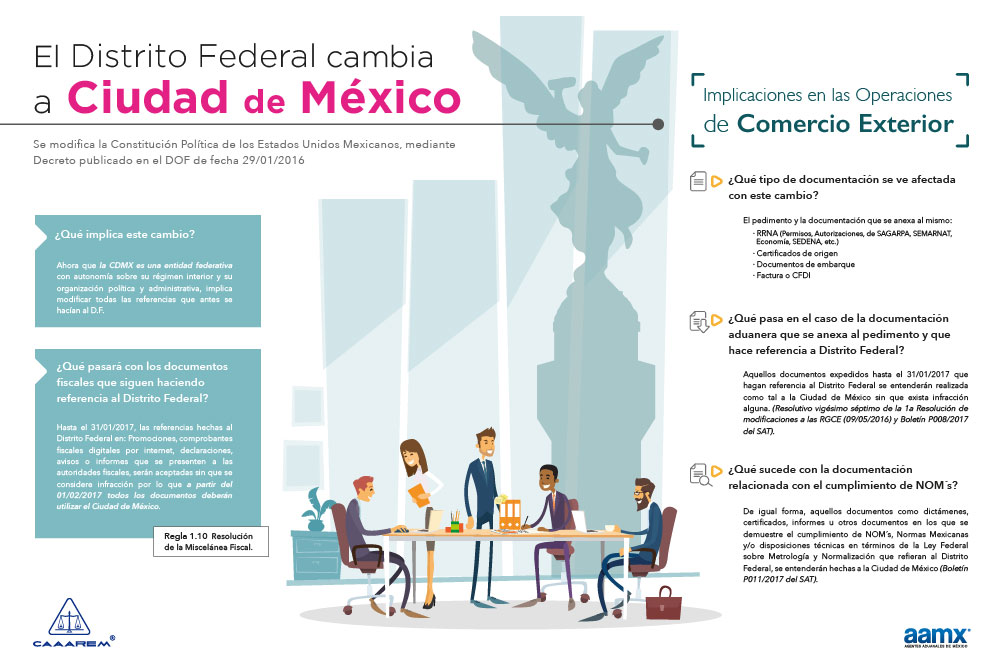 El Distrito Federal cambia
a Ciudad de México
Se modifica la Constitución Política de los Estados Unidos Mexicanos, mediante
Decreto publicado en el DOF de fecha 29/01/2016
¿Qué implica este cambio?
Ahora que la CDMX es una entidad federativa
con autonomía sobre su régimen interior y su
organización política y administrativa, implica
modificar todas las referencias que antes se
hacían al D.F.
¿Qué pasará con los documentos
fiscales que siguen haciendo
referencia al Distrito Federal?
Hasta el 31/01/2017, las referencias hechas al
Distrito Federal en: Promociones, comprobantes
fiscales digitales por internet, declaraciones,
avisos o informes que se presenten a las
autoridades fiscales, serán aceptadas sin que se
considere infracción por lo que a partir del
01/02/2017 todos los documentos deberán
utilizar el Ciudad de México.
Regla 1.10 Resolución
de la Miscelánea Fiscal.
CAAAREM®
Implicaciones en las Operaciones
de Comercio Exterior
¿Qué tipo de documentación se ve afectada
con este cambio?
El pedimento y la documentación que se anexa al mismo:
· RRNA (Permisos, Autorizaciones, de SAGARPA, SEMARNAT,
Economía, SEDENA, etc.)
· Certificados de origen
· Documentos de embarque
· Factura o CFDI
¿Qué pasa en el caso de la documentación
aduanera que se anexa al pedimento y que
hace referencia a Distrito Federal?
Aquellos documentos expedidos hasta el 31/01/2017 que
hagan referencia al Distrito Federal se entenderán realizada
como tal a la Ciudad de México sin que exista infracción
alguna. (Resolutivo vigésimo séptimo de la 1a Resolución de
modificaciones a las RGCE (09/05/2016) y Boletín P008/2017
del SAT).
¿Qué sucede con la documentación
relacionada con el cumplimiento de NOM´s?
De igual forma, aquellos documentos como dictámenes,
certificados, informes u otros documentos en los que se
demuestre el cumplimiento de NOM's, Normas Mexicanas
y/o disposiciones técnicas en términos de la Ley Federal
sobre Metrología y Normalización que refieran al Distrito
Federal, se entenderán hechas a la Ciudad de México (Boletín
P011/2017 del SAT).
aamx®
AGENTES ADUANALES DE MÉXICO